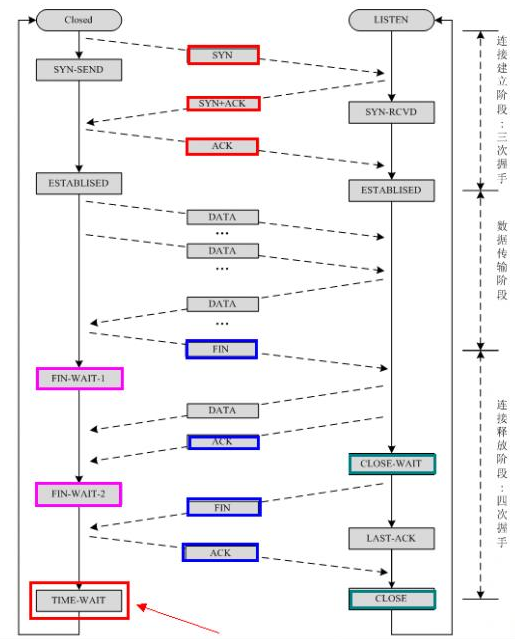 Closed
LISTEN
SYN
SYN-SEND
SYN+ACK
SYN-RCVD
ACK
ESTABLISED
ESTABLISED
连接建立阶段：三次握手
DATA
...
DATA
...
DATA
...
数据传输阶段
FIN
FIN-WAIT-1
DATA
ACK
CLOSE-WAIT
FIN-WAIT-2
FIN
LAST-ACK
ACK
TIME-WAIT
CLOSE
连接释放阶段：四次握手